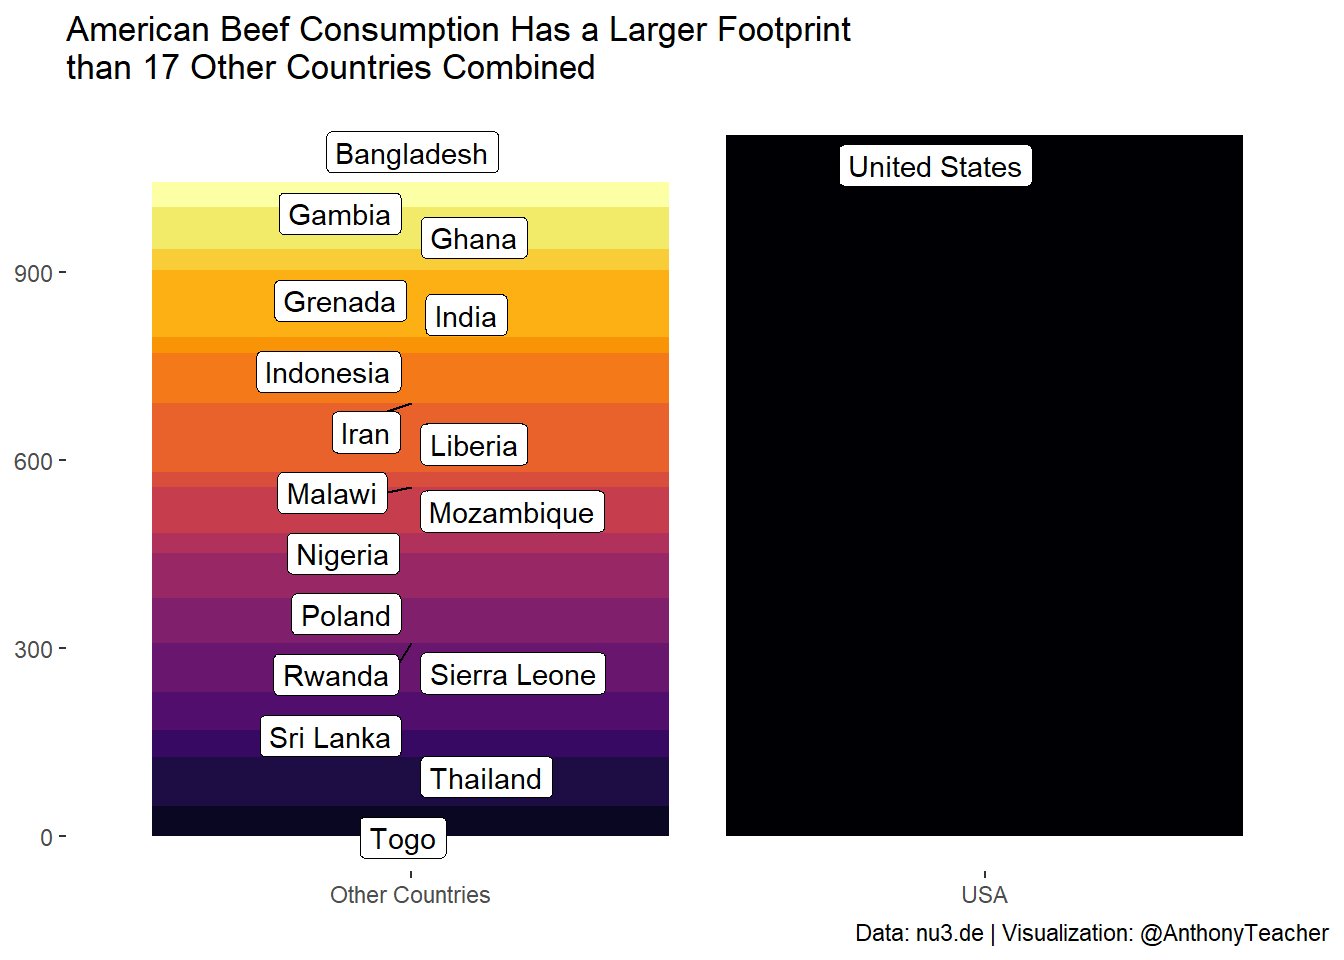 American Beef Consumption Has a Larger Footprint
than 17 Other Countries Combined
Bangladesh
United States
Gambia
Ghana
900
Grenada
India
Indonesia
Iran
Liberia
600
Malawi
Mozambique
Nigeria
Poland
300
Rwanda
Sierra Leone
Sri Lanka
Thailand
0
Togo
Other Countries
USA
Data: nu3.de | Visualization: @AnthonyTeacher